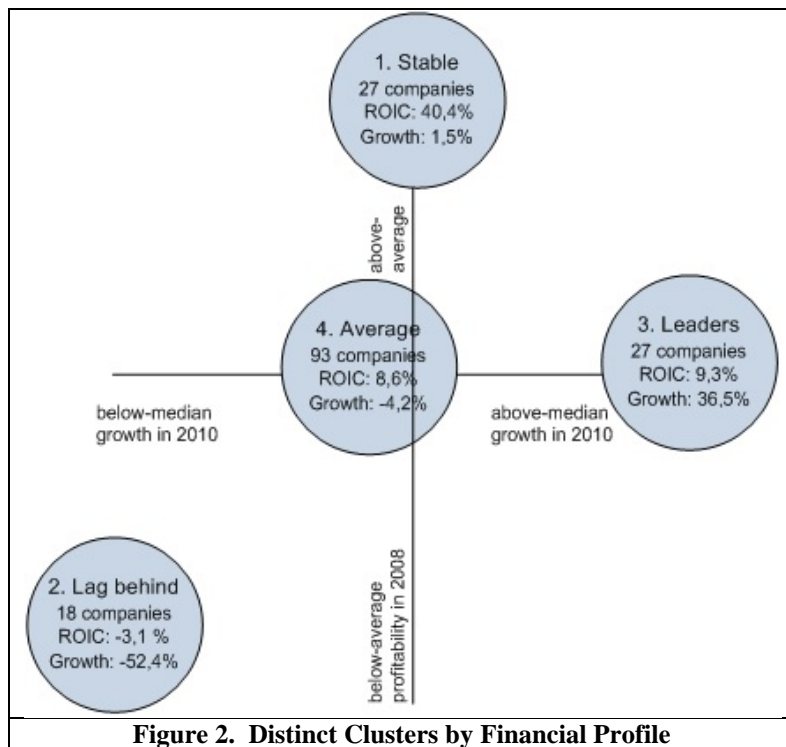 1. Stable
27 companies
ROIC: 40,4%
Growth: 1,5%
above-
average
4. Average
93 companies
ROIC: 8,6%
Growth: -4,2%
3. Leaders
27 companies
ROIC: 9,3%
Growth: 36,5%
below-median
growth in 2010
above-median
growth in 2010
2. Lag behind
18 companies
ROIC: -3,1 %
Growth: -52,4%
below-average
profitability in 2008
Figure 2. Distinct Clusters by Financial Profile